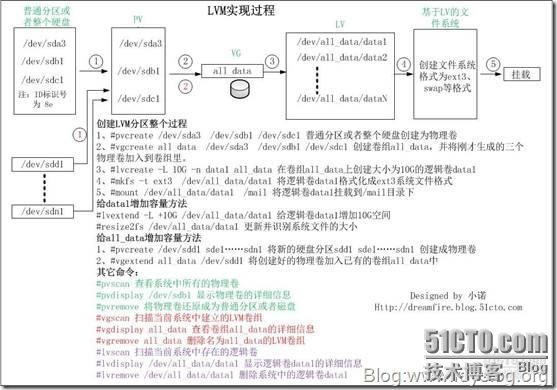 LVM实现过程
普通分区或
者整个硬盘
PV
VG
LV
基于LV的文
件系统
/dev/sda3
/dev/sdb1
/dev/sdc1
注：ID标识号
为 8e
①
/dev/sda3
/dev/sdb1
/dev/sdc1
②
②
all data
③
/dev/all_data/data1
/dev/all_data/data2
/dev/all_data/dataN
④
创建文件系统
格式为ext3、
swap等格式
⑤
挂载
①
/dev/sdd1
/dev/sdn1
创建LVM分区整个过程
1、#pvcreate /dev/sda3 /dev/sdb1 /dev/sdc1 普通分区或者整个硬盘创建为物理卷
2、#vgcreate all_data /dev/sda3 /dev/sdb1 /dev/sdc1 创建卷组all_data，并将刚才生成的三个
物理卷加入到卷组里。
3、#lvcreate -L 10G -n data1 all_data 在卷组all_data上创建大小为10G的逻辑卷data1
4、#mkfs -t ext3 /dev/all_data/data1 将逻辑卷data1格式化成ext3系统文件格式
5、#mount /dev/all_data/data1 /mail 将逻辑卷data1挂载到/mail目录下
给data1增加容量方法
#lvextend -L +10G /dev/all_data/data1 给逻辑卷data1增加10G空间
#resize2fs /dev/all_data/data1 更新并识别系统文件的大小
给all_data增加容量方法
1、#pvcreate /dev/sdd1 sde1……sdn1 将新的硬盘分区sdd1 sde1……sdn1 创建成物理卷
2、#vgextend all_data /dev/sdd1 将创建好的物理卷加入已有的卷组all_data中
其它命令：
#pvscan 查看系统中所有的物理卷
#pvdisplay /dev/sdb1 显示物理卷的详细信息
#pvremove 将物理卷还原成为普通分区或者磁盘
#vgscan 扫描当前系统中建立的LVM卷组
#vgdisplay all_data 查看卷组all_data的详细信息
#vgremove all_data 删除名为all_data的LVM卷组
#lvscan 扫描当前系统中存在的逻辑卷
#lvdisplay /dev/all_data/data1 显示逻辑卷data1的详细信息
#lvremove /dev/all_data/data1 删除系统中的逻辑卷data1
Designed by 小诺
Http://dreamfire.blog.51cto.com
51CTO.com
技术博客 Blog